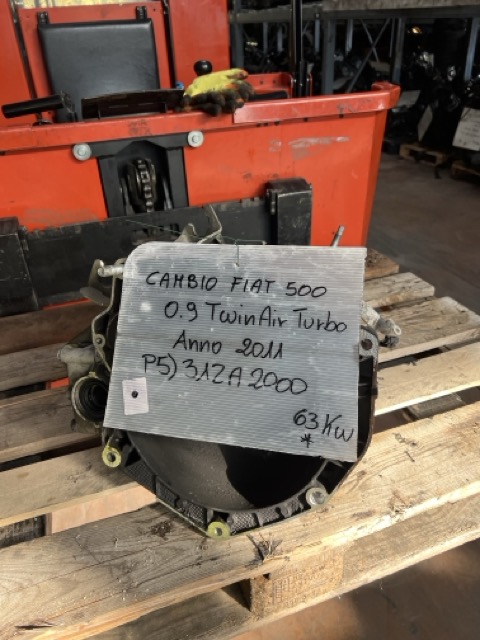 CAMBIO FIAT 500
0.9 TwinAir Turbo
Anno 2011
P5) 312A2000
63 Kw
*